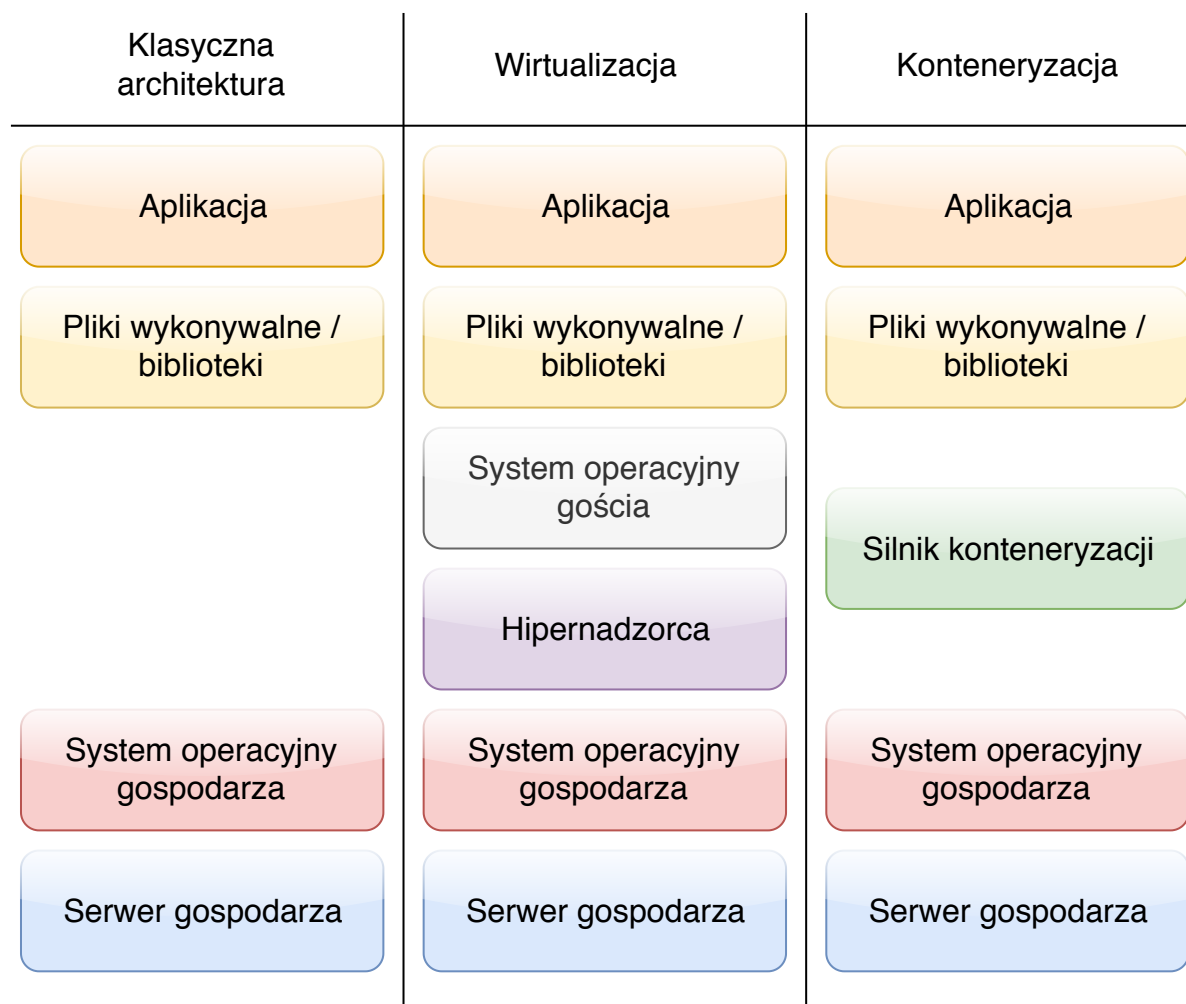 Klasyczna
architektura
Wirtualizacja
Konteneryzacja
Aplikacja
Aplikacja
Aplikacja
Pliki wykonywalne /
biblioteki
Pliki wykonywalne /
biblioteki
Pliki wykonywalne /
biblioteki
System operacyjny
gościa
Silnik konteneryzacji
Hipernadzorca
System operacyjny
gospodarza
System operacyjny
gospodarza
System operacyjny
gospodarza
Serwer gospodarza
Serwer gospodarza
Serwer gospodarza